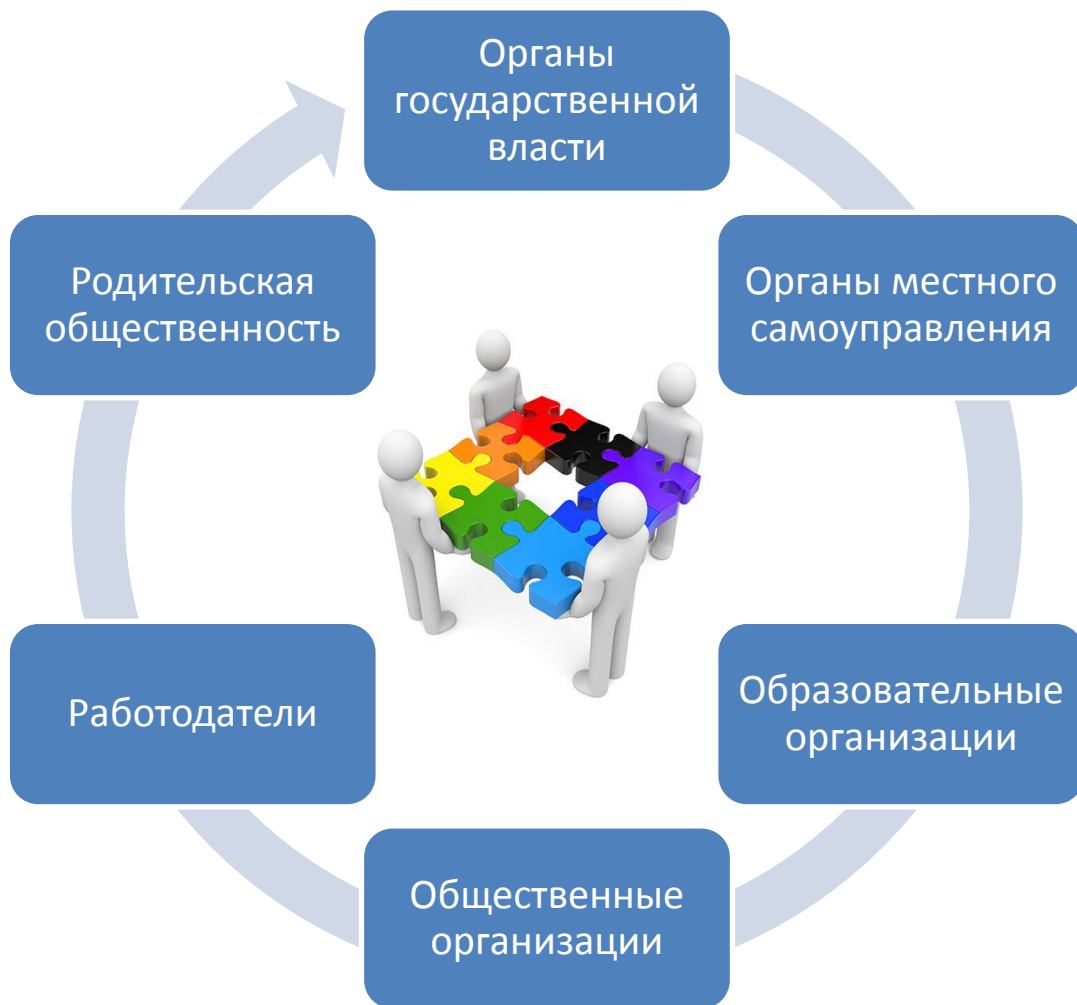 Органы
государственной
власти
Органы местного
самоуправления
Образовательные
организации
Общественные
организации
Работодатели
Родительская
общественность